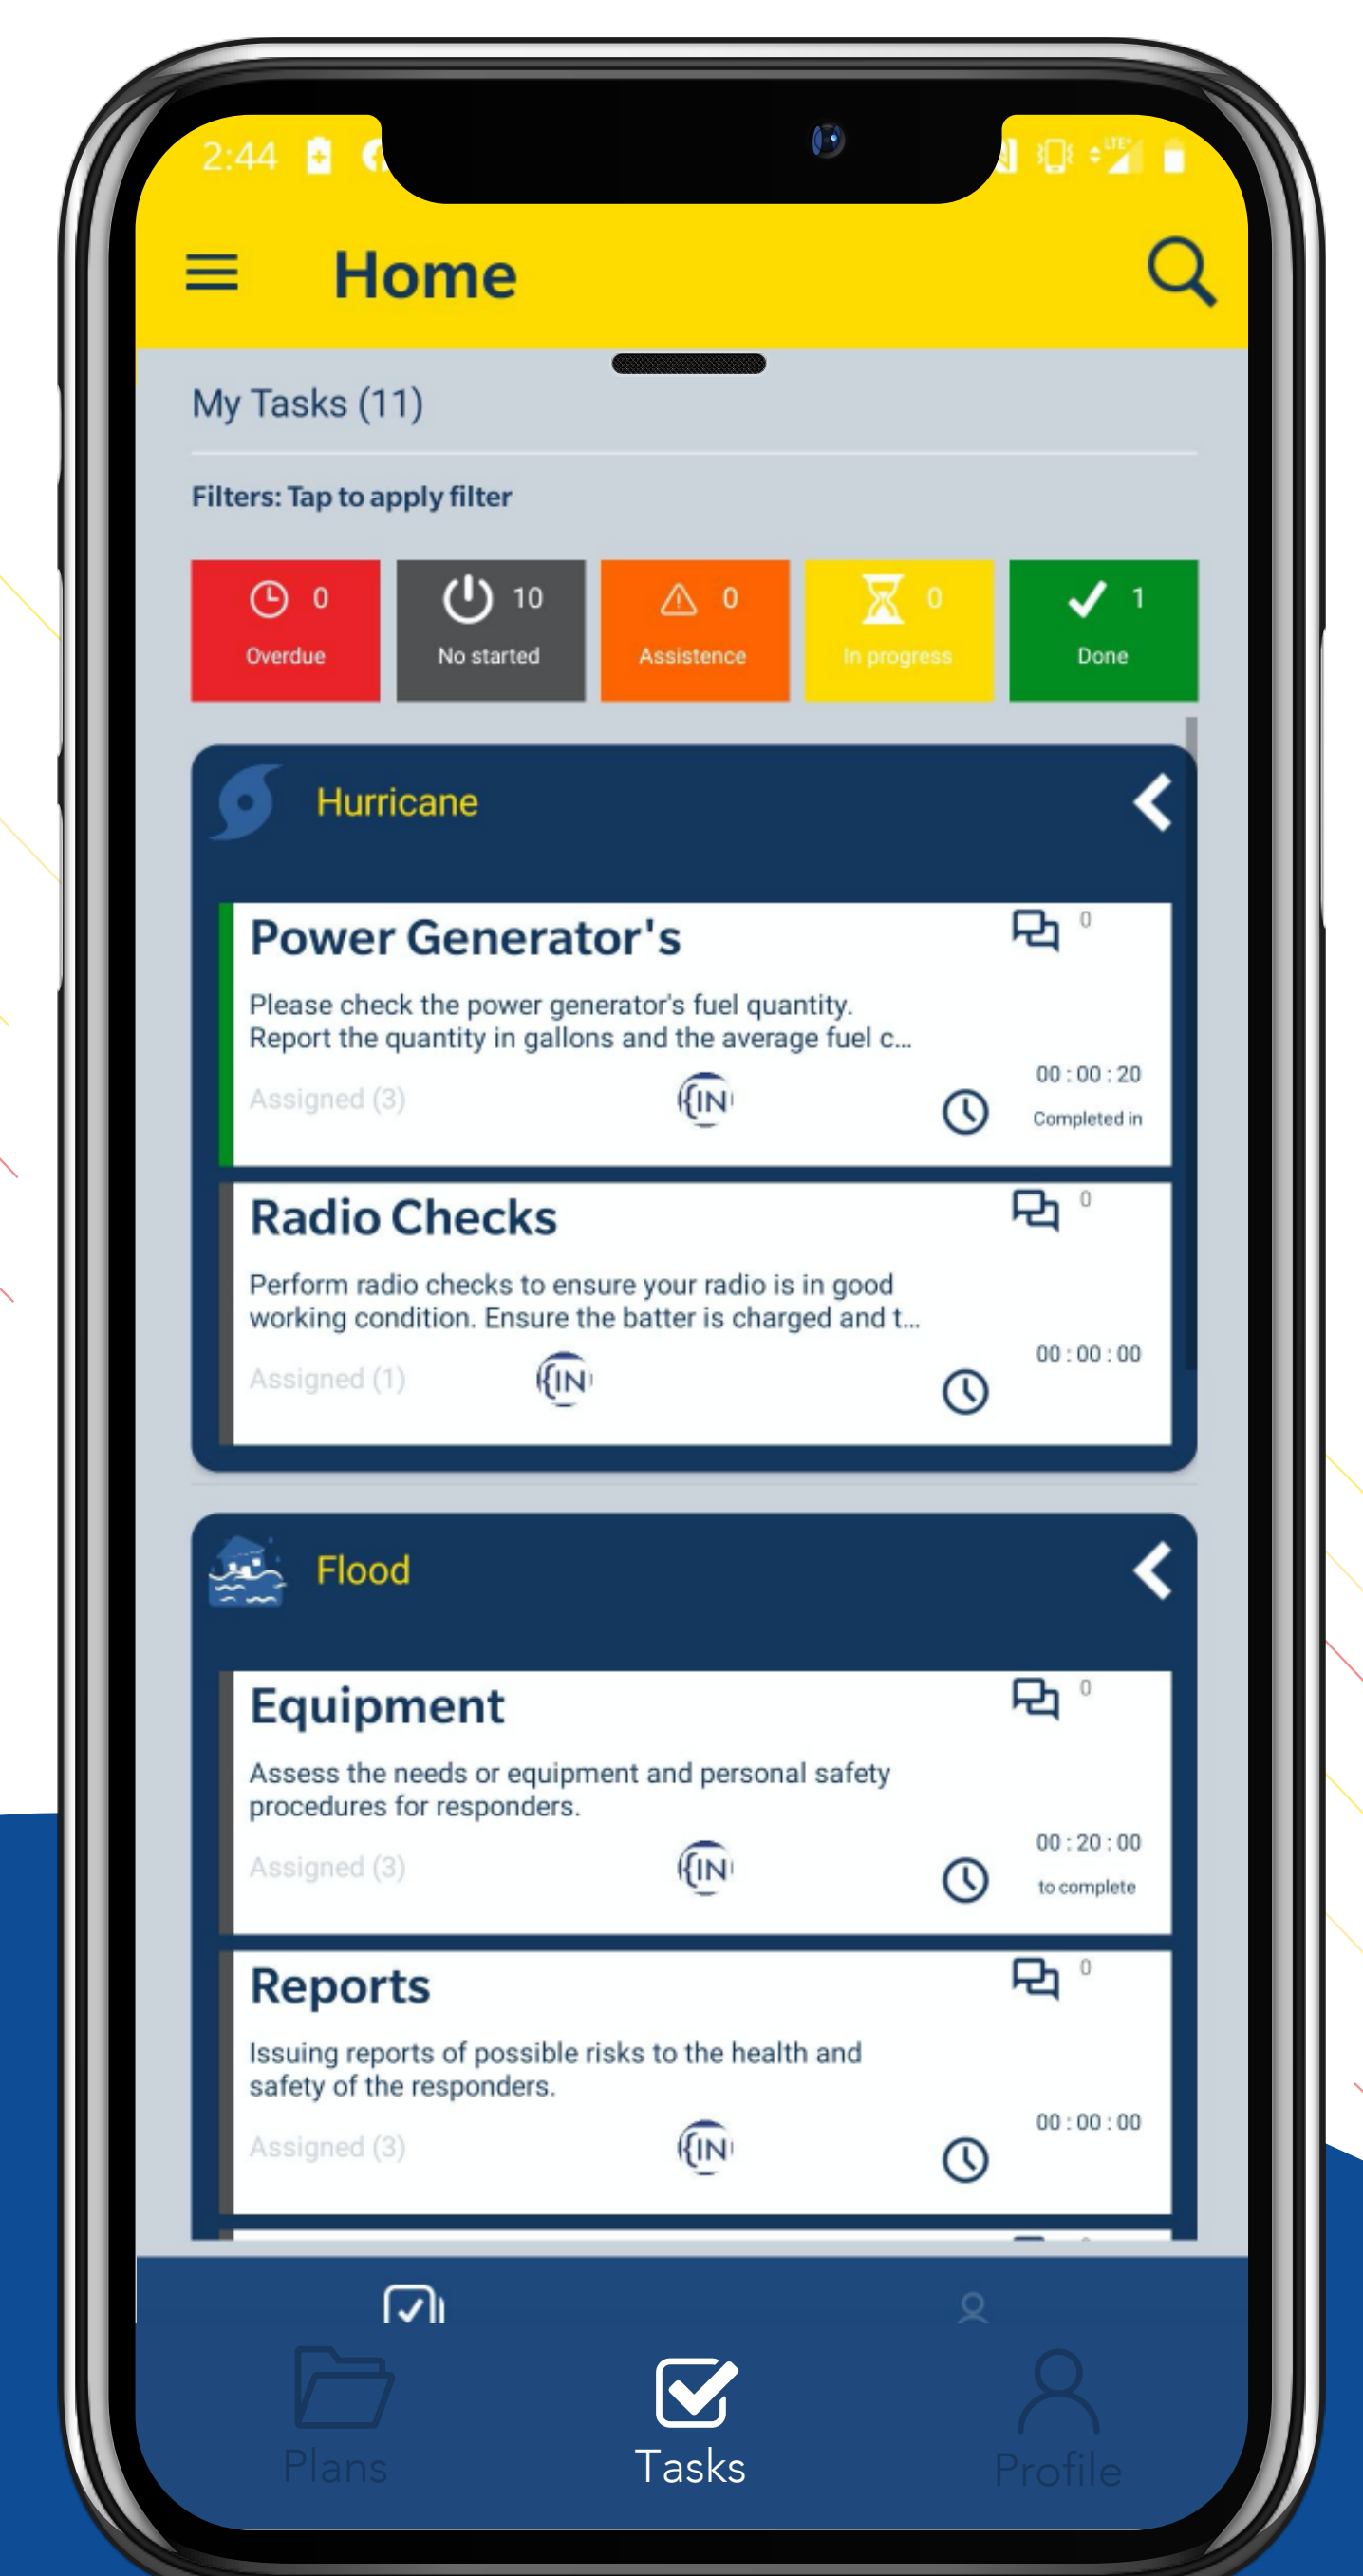 2:44
LTE
Home
My Tasks (11)
Filters: Tap to apply filter
0
Overdue
10
No started
0
Assistence
0
In progress
1
Done
Hurricane
Power Generator's
0
Please check the power generator's fuel quantity.
Report the quantity in gallons and the average fuel c...
Assigned (3)
IN
00 : 00 : 20
Completed in
Radio Checks
0
Perform radio checks to ensure your radio is in good
working condition. Ensure the batter is charged and t...
Assigned (1)
IN
00 : 00 : 00
Flood
Equipment
0
Assess the needs or equipment and personal safety
procedures for responders.
Assigned (3)
IN
00 : 20 : 00
to complete
Reports
0
Issuing reports of possible risks to the health and
safety of the responders.
Assigned (3)
IN
00 : 00 : 00
Plans
Tasks
Profile